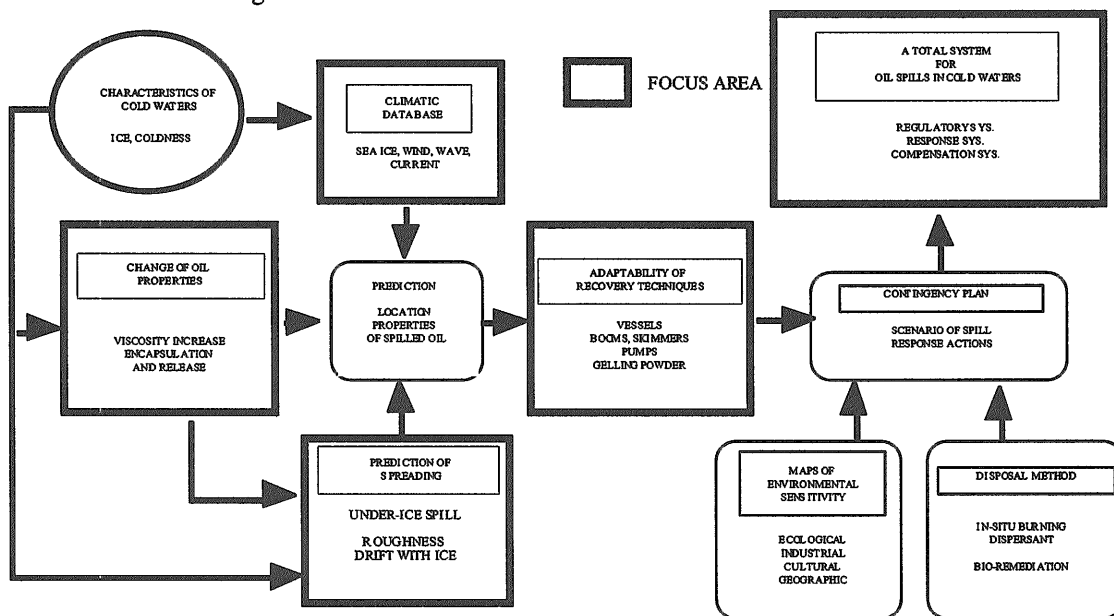 CHARACTERISTICS OF
COLD WATERS
ICE, COLDNESS
CLIMATIC
DATABASE
SEA ICE, WIND, WAVE,
CURRENT
FOCUS AREA
A TOTAL SYSTEM
FOR
OIL SPILLS IN COLD WATERS
REGULATORY SYS.
RESPONSE SYS.
COMPENSATION SYS.
CHANGE OF OIL
PROPERTIES
VISCOSITY INCREASE
ENCAPSULATION
AND RELEASE
PREDICTION
LOCATION
PROPERTIES
OF SPILLED OIL
ADAPTABILITY OF
RECOVERY TECHNIQUES
VESSELS
BOOMS, SKIMMERS
PUMPS
GELLING POWDER
CONTINGENCY PLAN
SCENARIO OF SPILL
RESPONSE ACTIONS
PREDICTION OF
SPREADING
UNDER-ICE SPILL
ROUGHNESS
DRIFT WITH ICE
MAPS OF
ENVIRONMENTAL
SENSITIVITY
ECOLOGICAL
INDUSTRIAL
CULTURAL
GEOGRAPHIC
DISPOSAL METHOD
IN-SITU BURNING
DISPERSANT
BIO-REMEDIATION